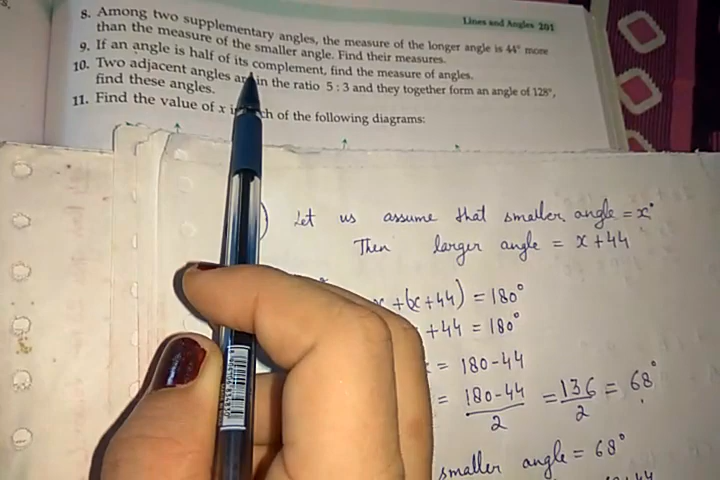 Lines and Angles 201
8. Among two supplementary angles, the measure of the longer angle is 44° more
than the measure of the smaller angle. Find their measures.
9. If an angle is half of its complement, find the measure of angles.
10. Two adjacent angles are in the ratio 5 : 3 and they together form an angle of 128°,
find these angles.
11. Find the value of x in of the following diagrams:
Let us assume that smaller angle = x°
Then larger angle = x + 44
+ (x + 44) = 180°
+ 44 = 180°
= 180 - 44
= 180-44 / 2 = 136 / 2 = 68°
smaller angle = 68°